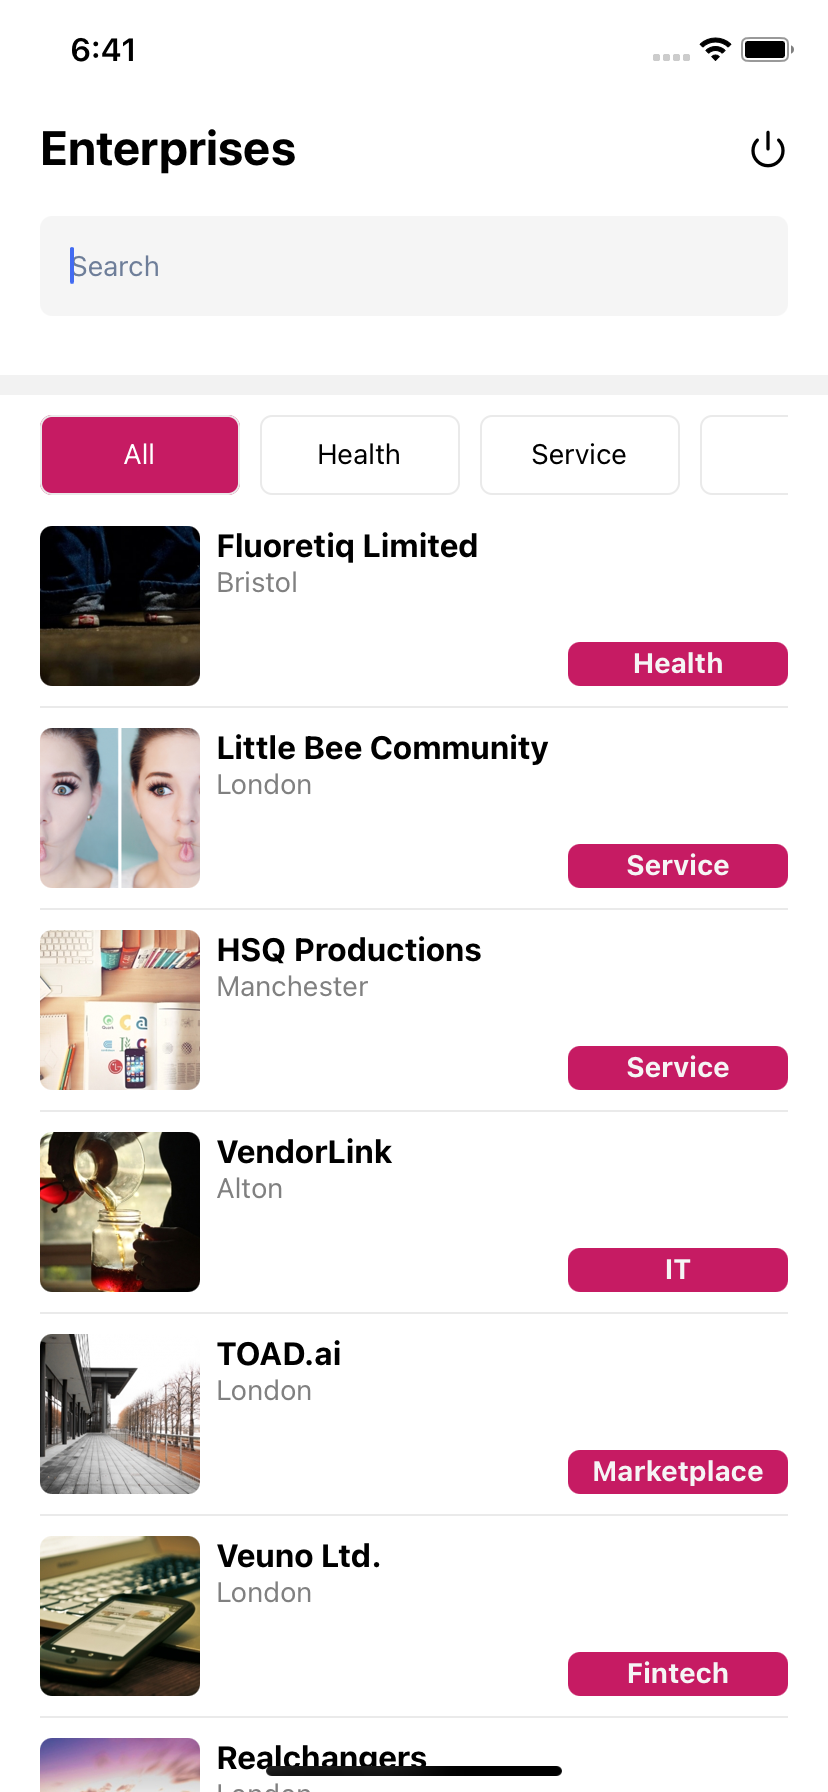 6:41
Enterprises
Search
All
Health
Service
Fluoretiq Limited
Bristol
Health
Little Bee Community
London
Service
HSQ Productions
Manchester
Service
VendorLink
Alton
IT
TOAD.ai
London
Marketplace
Veuno Ltd.
London
Fintech
Realchangers
London